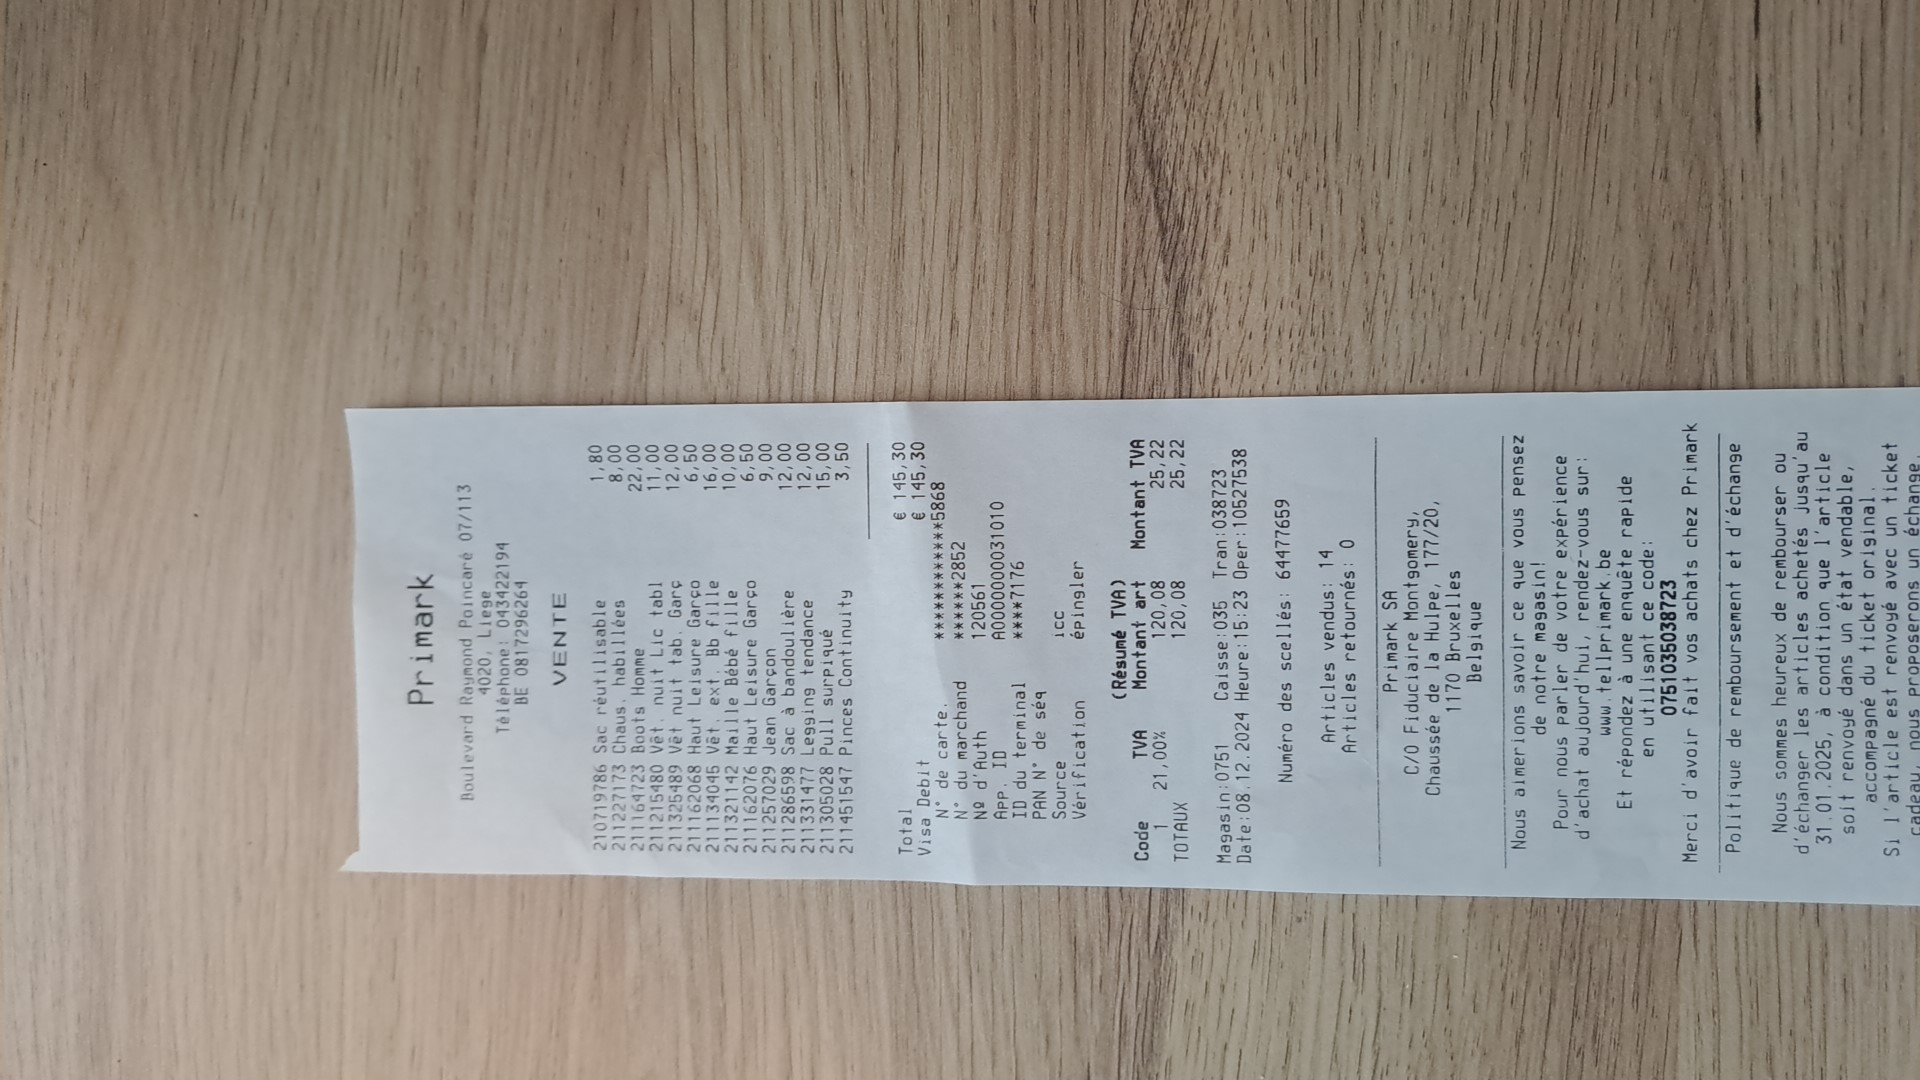 Primark
Boulevard Raymond Poincaré 07/113
4020, Liege
Téléphone: 043422194
BE 0817296264
VENTE
210719786 Sac réutilisable 1,80
211227173 Chaus. habillées 8,00
211164723 Boots Homme 22,00
211215480 Vêt. nuit Lic tabl 11,00
211325489 Vêt nuit tab. Garç 12,00
211162068 Haut Leisure Garço 6,50
211134045 Vêt. ext. Bb fille 16,00
211321142 Maille Bébé fille 10,00
211162076 Haut Leisure Garço 6,50
211257029 Jean Garçon 9,00
211286598 Sac à bandoulière 12,00
211331477 Legging tendance 12,00
211305028 Pull surpiqué 15,00
211451547 Pinces Continuity 3,50
Total € 145,30
Visa Debit € 145,30
N° de carte. ************5868
N° du marchand ******2852
Nº d'Auth 120561
App. ID A0000000031010
ID du terminal ****7176
PAN N° de séq
Source icc
Vérification épingler
(Résumé TVA)
Code TVA Montant art Montant TVA
1 21,00% 120,08 25,22
TOTAUX 120,08 25,22
Magasin:0751 Caisse:035 Tran:038723
Date:08.12.2024 Heure:15:23 Oper:10527538
Numéro des scellés: 64477659
Articles vendus: 14
Articles retournés: 0
Primark SA
C/O Fiduciaire Montgomery,
Chaussée de la Hulpe, 177/20,
1170 Bruxelles
Belgique
Nous aimerions savoir ce que vous pensez
de notre magasin!
Pour nous parler de votre expérience
d'achat aujourd'hui, rendez-vous sur:
www.tellprimark.be
Et répondez à une enquête rapide
en utilisant ce code:
075103503872​3
Merci d'avoir fait vos achats chez Primark
Politique de remboursement et d'échange
Nous sommes heureux de rembourser ou
d'échanger les articles achetés jusqu'au
31.01.2025, à condition que l'article
soit renvoyé dans un état vendable,
accompagné du ticket original.
Si l'article est renvoyé avec un ticket
cadeau, nous proposerons un échange.